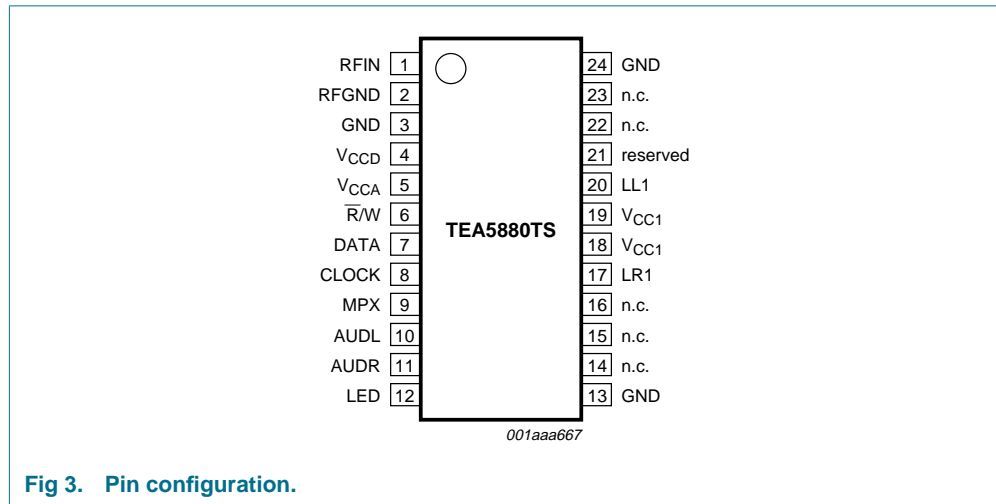 RFIN 1 24 GND
RFGND 2 23 n.c.
GND 3 22 n.c.
VCCD 4 21 reserved
VCCA 5 20 LL1
R̅/W 6 19 VCC1
TEA5880TS
DATA 7 18 VCC1
CLOCK 8 17 LR1
MPX 9 16 n.c.
AUDL 10 15 n.c.
AUDR 11 14 n.c.
LED 12 13 GND
001aaa667
Fig 3. Pin configuration.